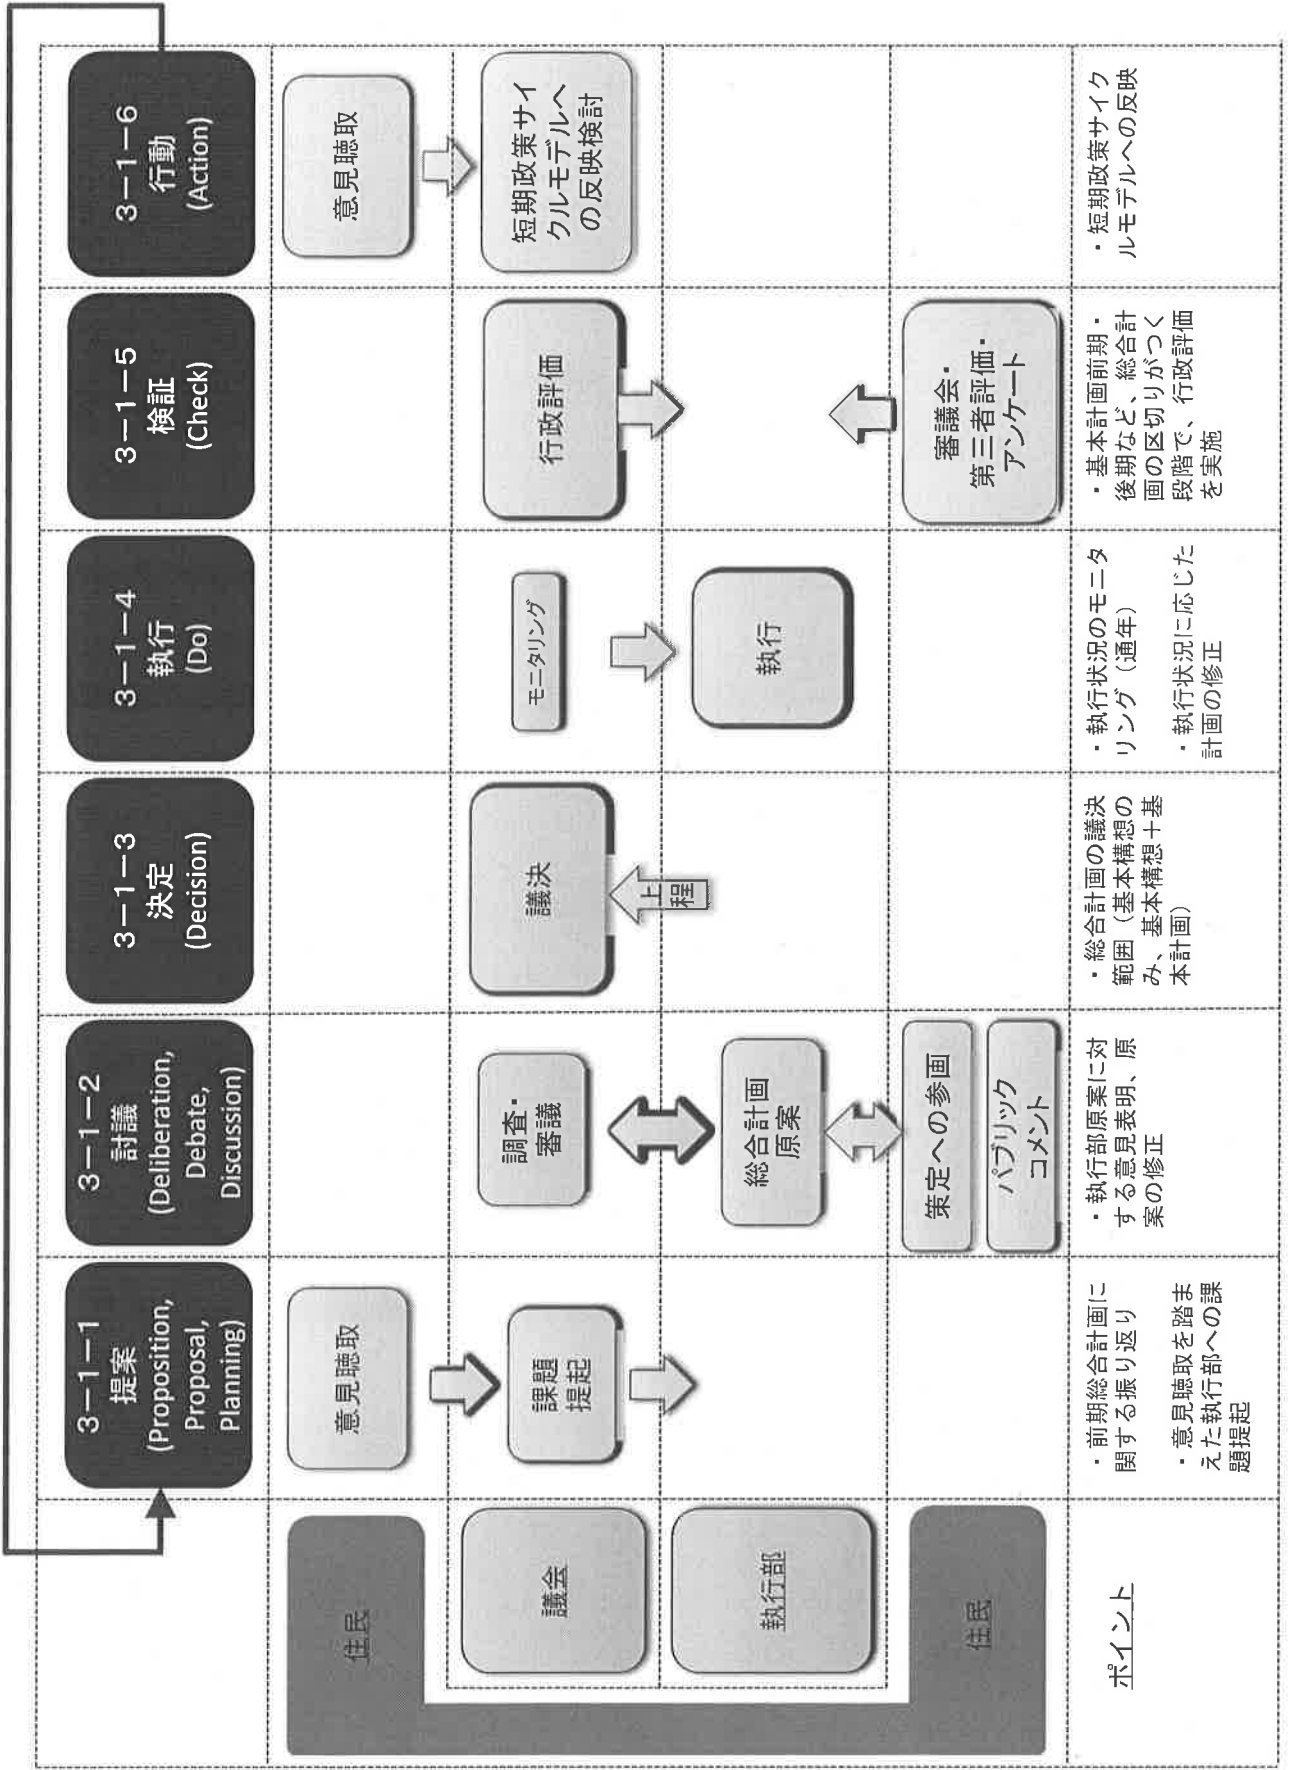 3－1－1
提案
(Proposition,
Proposal,
Planning)
3－1－2
討議
(Deliberation,
Debate,
Discussion)
3－1－3
決定
(Decision)
3－1－4
執行
(Do)
3－1－5
検証
(Check)
3－1－6
行動
(Action)
住民
意見聴取
意見聴取
議会
課題
提起
調査・
審議
議決
上
程
モニタリング
行政評価
短期政策サイ
クルモデルへ
の反映検討
執行部
総合計画
原案
執行
住民
策定への参画
パブリック
コメント
審議会・
第三者評価・
アンケート
ポイント
・前期総合計画に
関する振り返り
・意見聴取を踏ま
えた執行部への課
題提起
・執行部原案に対
する意見表明、原
案の修正
・総合計画の議決
範囲（基本構想の
み、基本構想＋基
本計画）
・執行状況のモニタ
リング（通年）
・執行状況に応じた
計画の修正
・基本計画前期・
後期など、総合計
画の区切りがつく
段階で、行政評価
を実施
・短期政策サイク
ルモデルへの反映